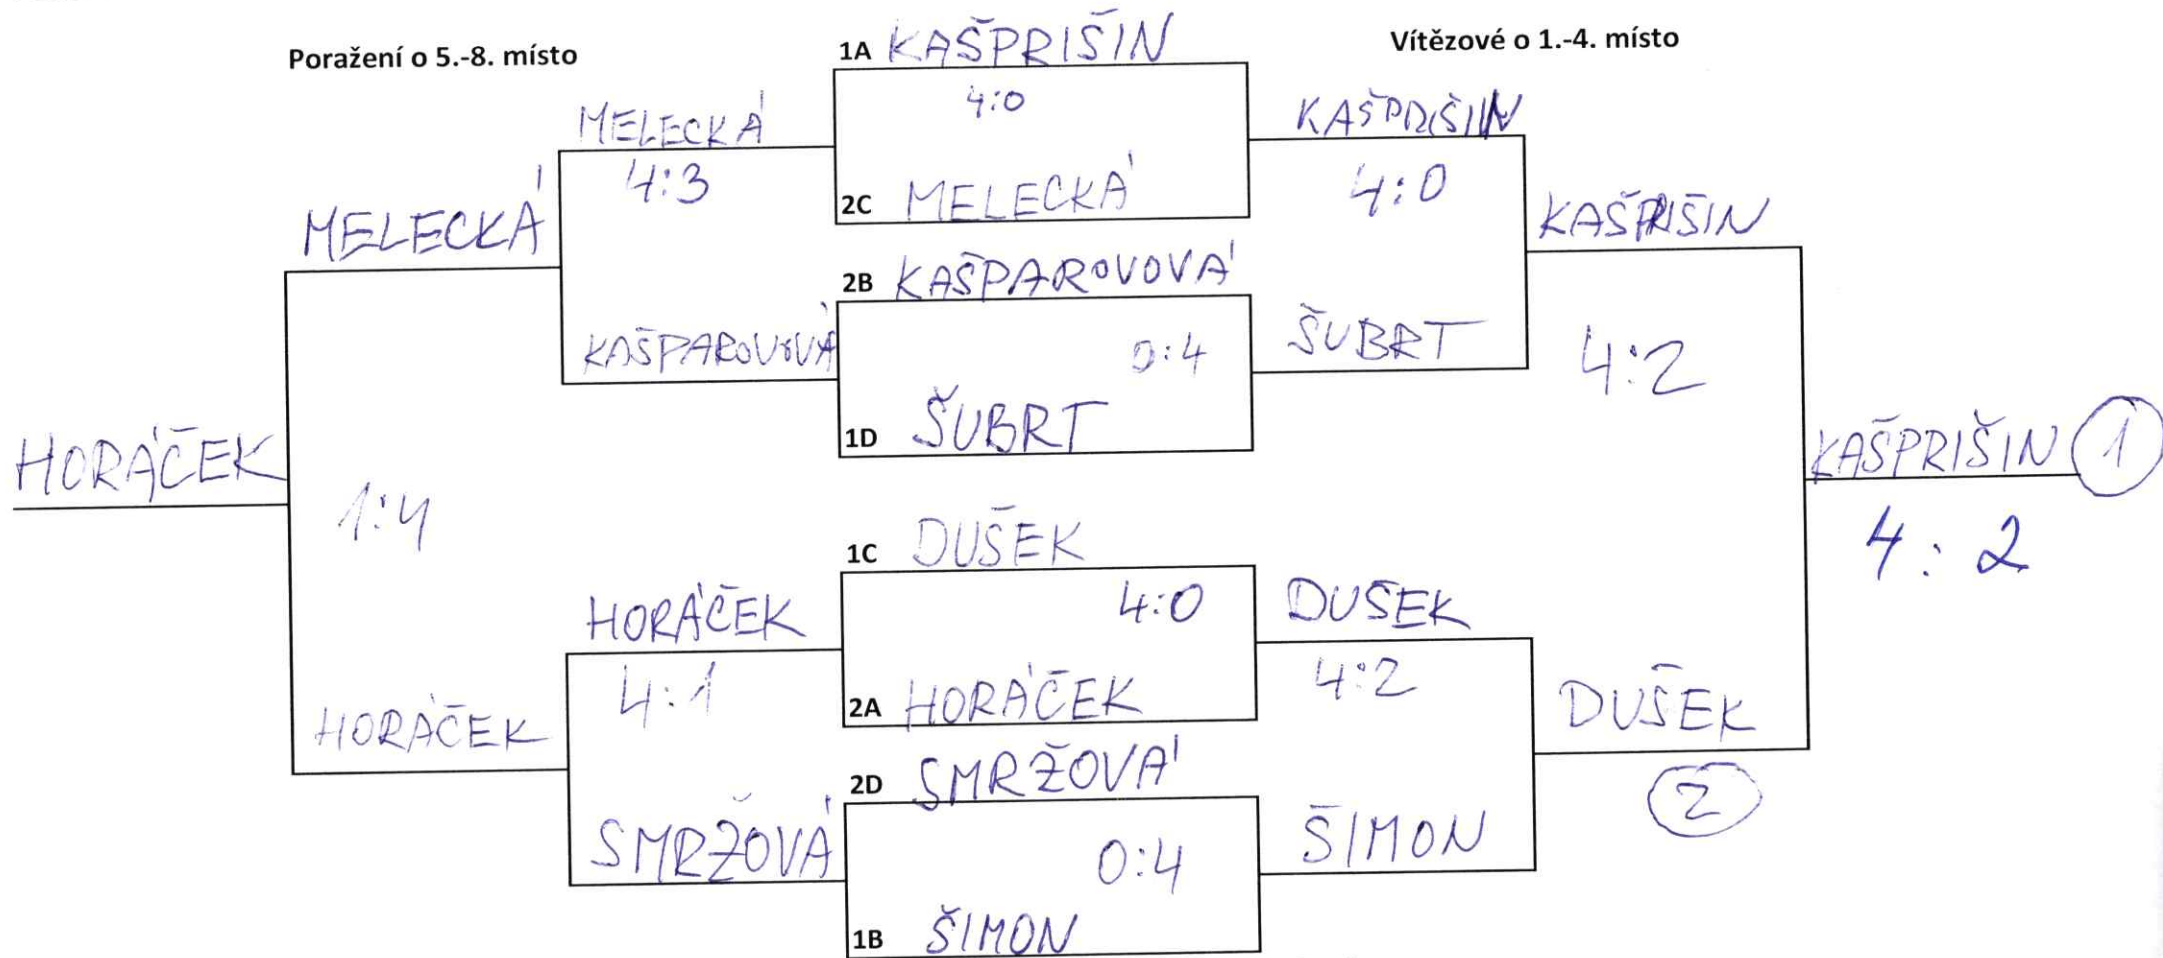 Poražení o 5.-8. místo
Vítězové o 1.-4. místo
1A KAŠPRIŠIN
4:0
2C MELECKÁ
2B KAŠPAROVOVÁ
0:4
1D ŠUBRT
1C DUŠEK
4:0
2A HORÁČEK
2D SMRŽOVÁ
0:4
1B ŠIMON
MELECKÁ
4:3
KAŠPAROVOVÁ
HORÁČEK
4:1
SMRŽOVÁ
MELECKÁ
1:4
HORÁČEK
HORÁČEK
KAŠPRIŠIN
4:0
ŠUBRT
DUŠEK
4:2
ŠIMON
KAŠPRIŠIN
4:2
DUŠEK
2
KAŠPRIŠIN 1
4:2